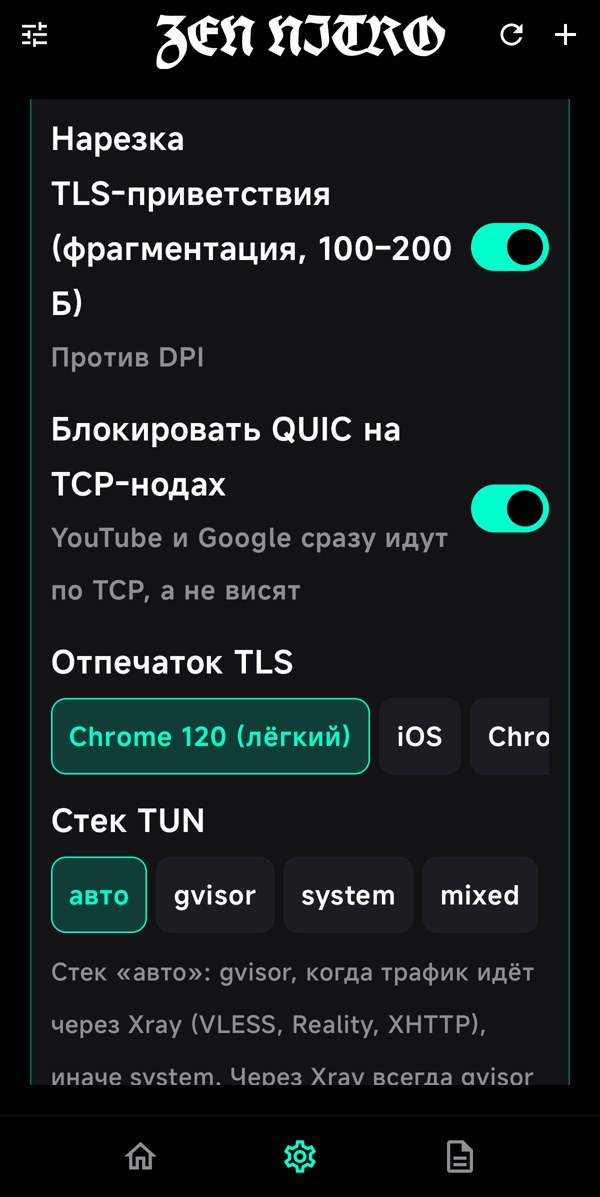 ZEN NITRO
Нарезка
TLS-приветствия
(фрагментация, 100–200
Б)
Против DPI
Блокировать QUIC на
TCP-нодах
YouTube и Google сразу идут
по TCP, а не висят
Отпечаток TLS
Chrome 120 (лёгкий) iOS Chro
Стек TUN
авто gvisor system mixed
Стек «авто»: gvisor, когда трафик идёт
через Xray (VLESS, Reality, XHTTP),
иначе system. Через Xray всегда gvisor